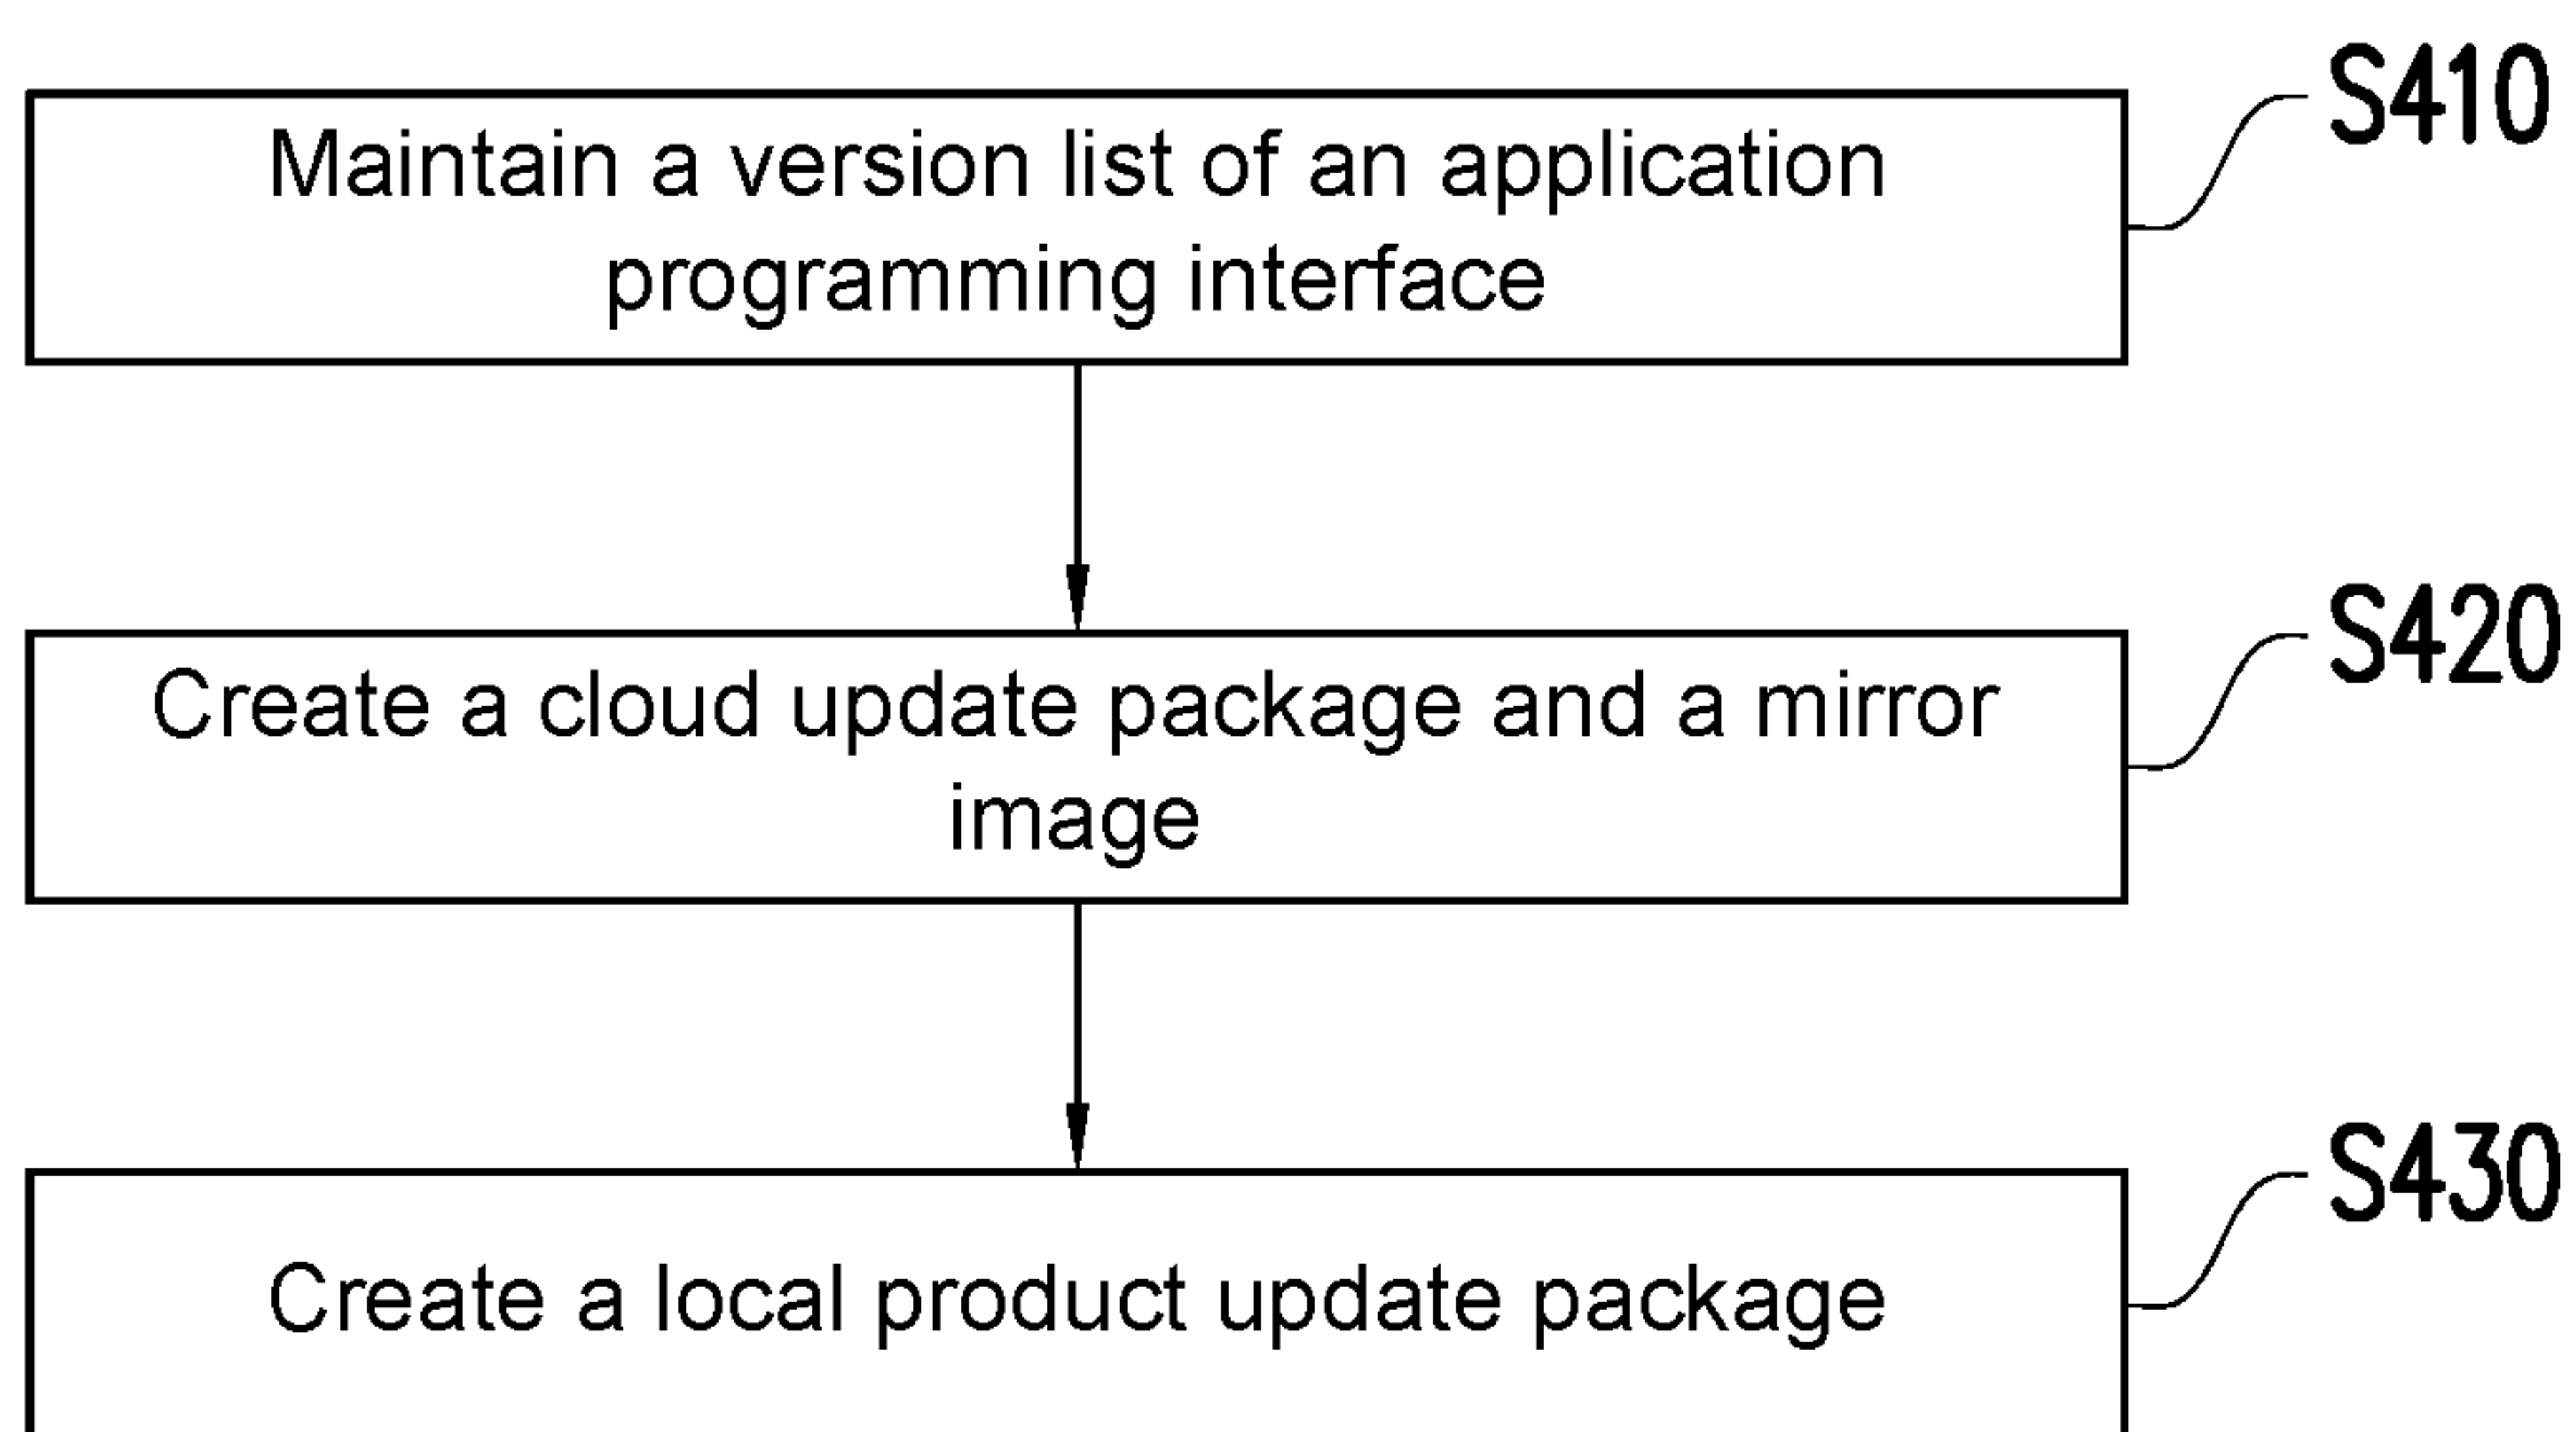 S410
Maintain a version list of an application
programming interface
S420
Create a cloud update package and a mirror
image
S430
Create a local product update package